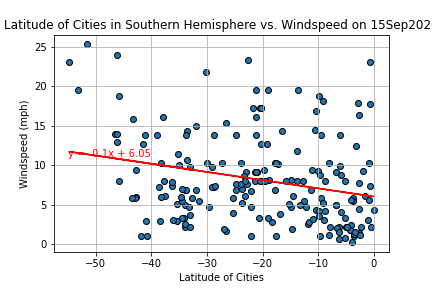 Latitude of Cities in Southern Hemisphere vs. Windspeed on 15Sep202
25
20
15
10
5
0
Windspeed (mph)
y = -0.1x + 6.05
−50 −40 −30 −20 −10 0
Latitude of Cities